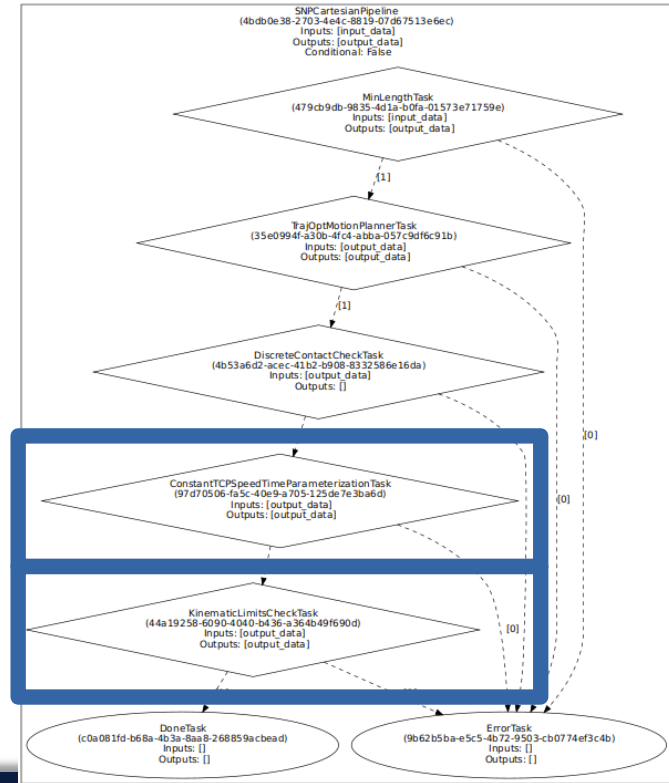 SNPCartesianPipeline
(4bdb0e38-2703-4e4c-8819-07d67513e6ec)
Inputs: [input_data]
Outputs: [output_data]
Conditional: False
MinLengthTask
(479cb9db-9835-4d1a-b0fa-01573e71759e)
Inputs: [input_data]
Outputs: [output_data]
[1]
TrajOptMotionPlannerTask
(35e0994f-a30b-4fc4-abba-057c9df6c91b)
Inputs: [output_data]
Outputs: [output_data]
[1]
DiscreteContactCheckTask
(4b53a6d2-acec-41b2-b908-8332586e16da)
Inputs: [output_data]
Outputs: []
[0]
ConstantTCPSpeedTimeParameterizationTask
(97d70506-fa5c-40e9-a705-125de7e3ba6d)
Inputs: [output_data]
Outputs: [output_data]
[0]
KinematicLimitsCheckTask
(44a19258-6090-4040-b436-a364b49f690d)
Inputs: [output_data]
Outputs: [output_data]
[0]
DoneTask
(c0a081fd-b68a-4b3a-8aa8-268859acbead)
Inputs: []
Outputs: []
ErrorTask
(9b62b5ba-e5c5-4b72-9503-cb0774ef3c4b)
Inputs: []
Outputs: []